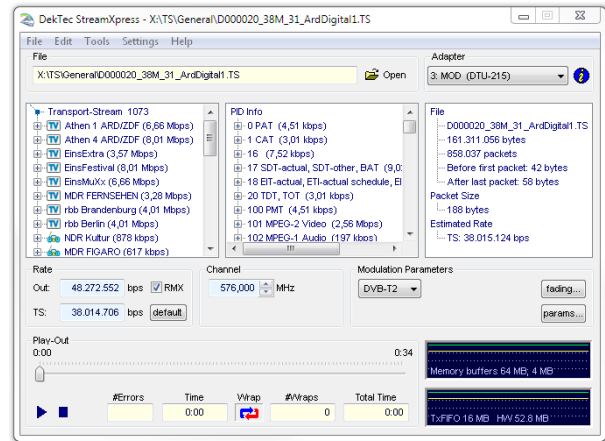 DekTec StreamXpress - X:\TS\General\D000020_38M_31_ArdDigital1.TS
File Edit Tools Settings Help
File
X:\TS\General\D000020_38M_31_ArdDigital1.TS
Open
Adapter
3: MOD (DTU-215)
Transport-Stream 1073
TV Athen 1 ARD/ZDF (6,66 Mbps)
TV Athen 4 ARD/ZDF (8,01 Mbps)
TV EinsExtra (3,57 Mbps)
TV EinsFestival (8,01 Mbps)
TV EinsMuXx (6,66 Mbps)
TV MDR FERNSEHEN (3,28 Mbps)
TV rbb Brandenburg (4,01 Mbps)
TV rbb Berlin (4,01 Mbps)
NDR Kultur (878 kbps)
MDR FIGARO (617 kbps)
PID Info
0 PAT (4,51 kbps)
1 CAT (3,01 kbps)
16 (7,52 kbps)
17 SDT-actual, SDT-other, BAT (9,0
18 EIT-actual, ETI-actual schedule, EI
20 TDT, TOT (3,01 kbps)
100 PMT (4,51 kbps)
101 MPEG-2 Video (2,56 Mbps)
102 MPEG-1 Audio (197 kbps)
File
D000020_38M_31_ArdDigital1.TS
161.311.056 bytes
858.037 packets
Before first packet: 42 bytes
After last packet: 58 bytes
Packet Size
188 bytes
Estimated Rate
TS: 38.015.124 bps
Rate
Out: 48.272.552 bps RMX
TS: 38.014.706 bps default
Channel
576,000 MHz
Modulation Parameters
DVB-T2
fading...
params...
Play-Out
0:00 0:34
#Errors Time Wrap #Wraps Total Time
0:00 0 0:00
Memory buffers 64 MB; 4 MB
TxFIFO 16 MB HW 52.8 MB